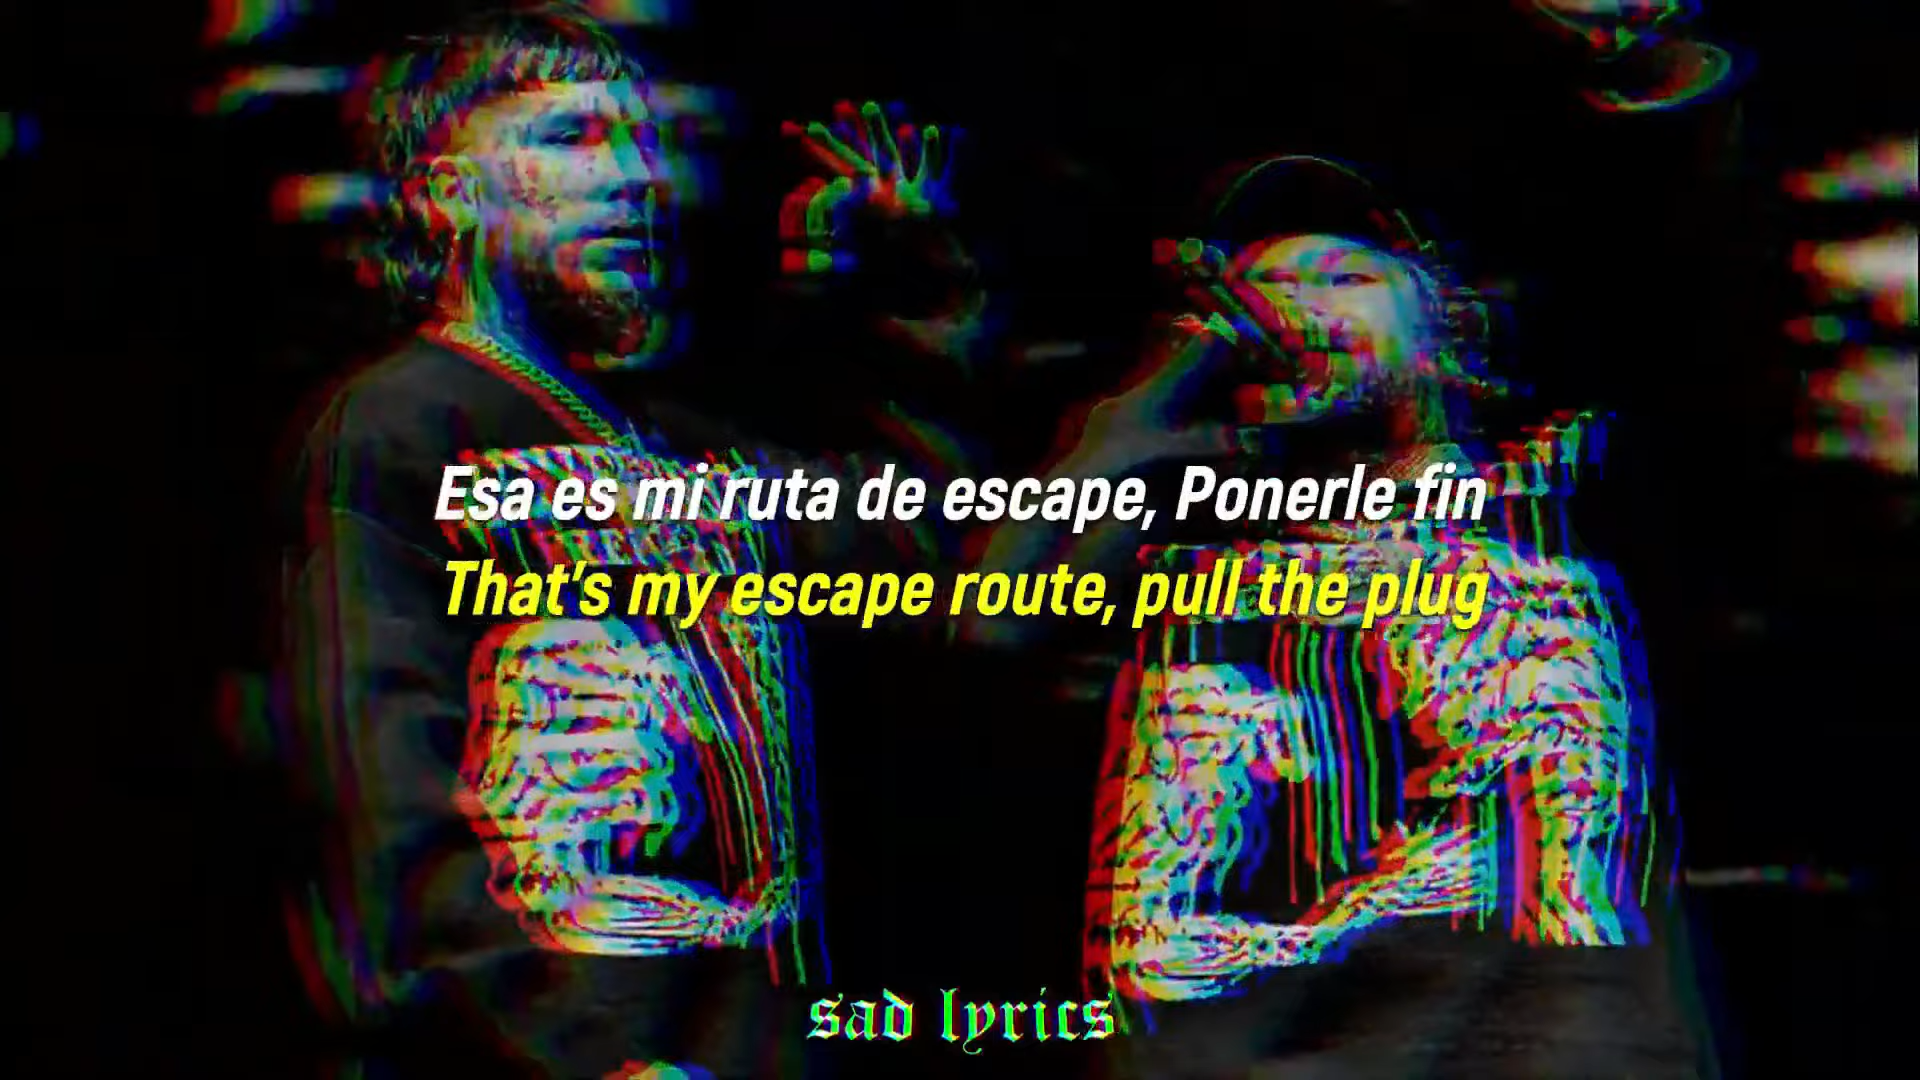 Esa es mi ruta de escape, Ponerle fin
That's my escape route, pull the plug
sad lyrics